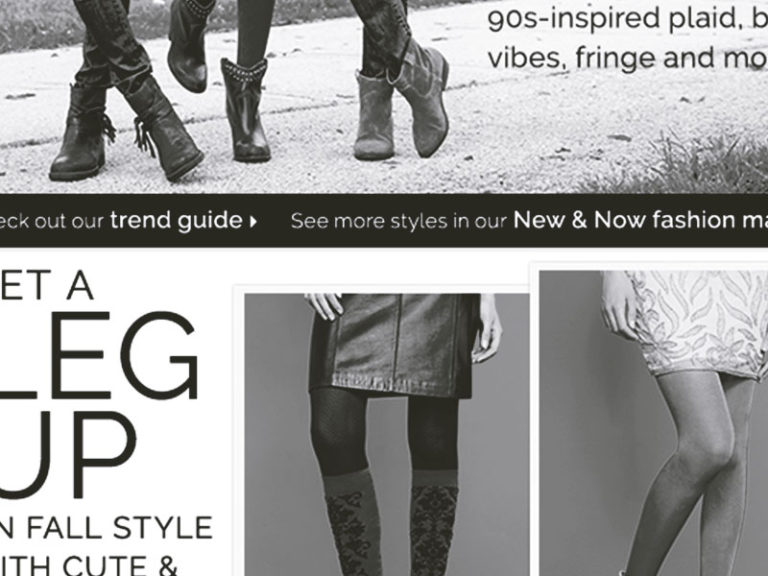 90s-inspired plaid, b
vibes, fringe and mo
eck out our trend guide
See more styles in our New & Now fashion ma
ET A
LEG
UP
N FALL STYLE
ITH CUTE &